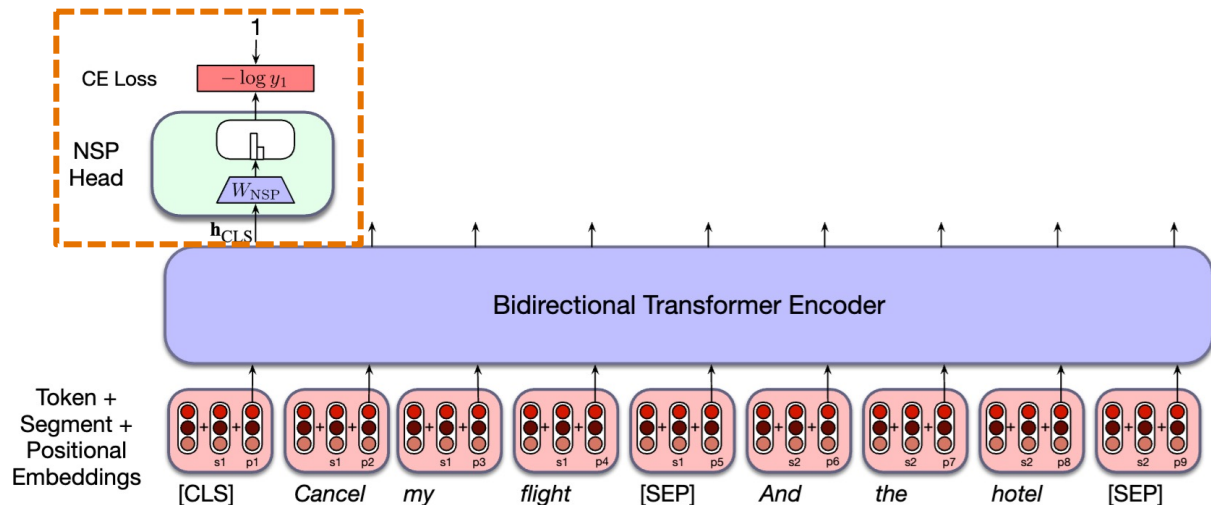 1
CE Loss
− log y₁
NSP
Head
W_NSP
h_CLS
Bidirectional Transformer Encoder
Token +
Segment +
Positional
Embeddings
+ + s1 p1
+ + s1 p2
+ + s1 p3
+ + s1 p4
+ + s1 p5
+ + s2 p6
+ + s2 p7
+ + s2 p8
+ + s2 p9
[CLS] Cancel my flight [SEP] And the hotel [SEP]